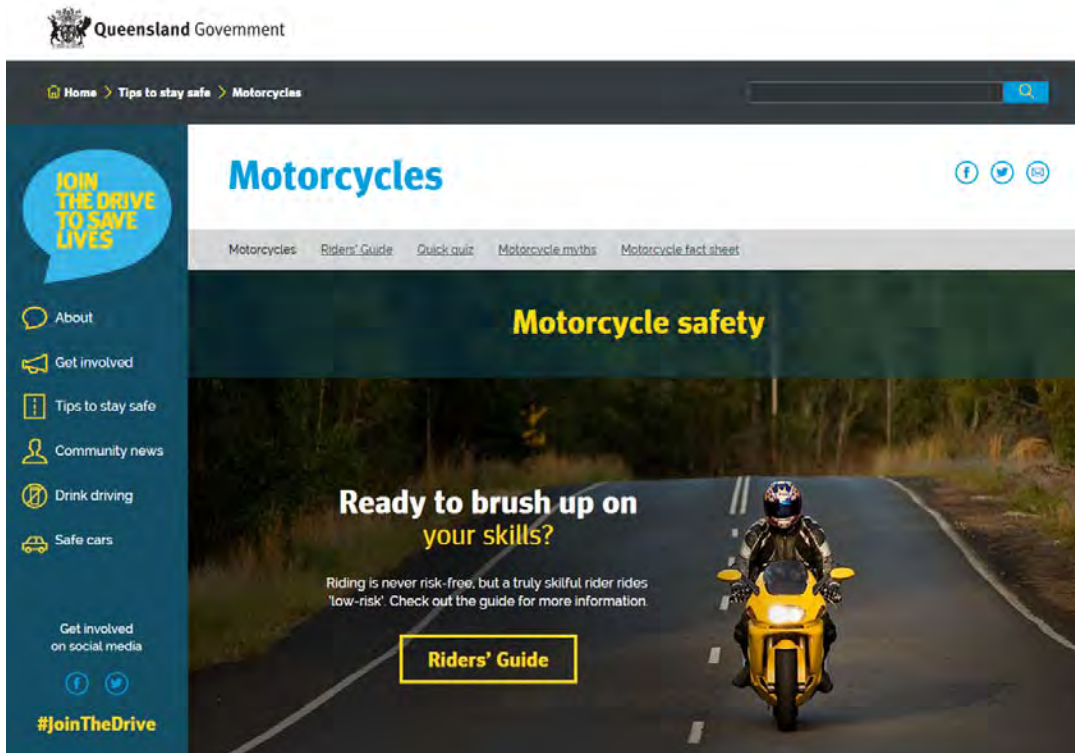 Queensland Government
Home > Tips to stay safe > Motorcycles
JOIN
THE DRIVE
TO SAVE
LIVES
Motorcycles
Motorcycles Riders' Guide Quick quiz Motorcycle myths Motorcycle fact sheet
About
Get involved
Tips to stay safe
Community news
Drink driving
Safe cars
Get involved
on social media
#JoinTheDrive
Motorcycle safety
Ready to brush up on
your skills?
Riding is never risk-free, but a truly skilful rider rides
'low-risk'. Check out the guide for more information.
Riders' Guide